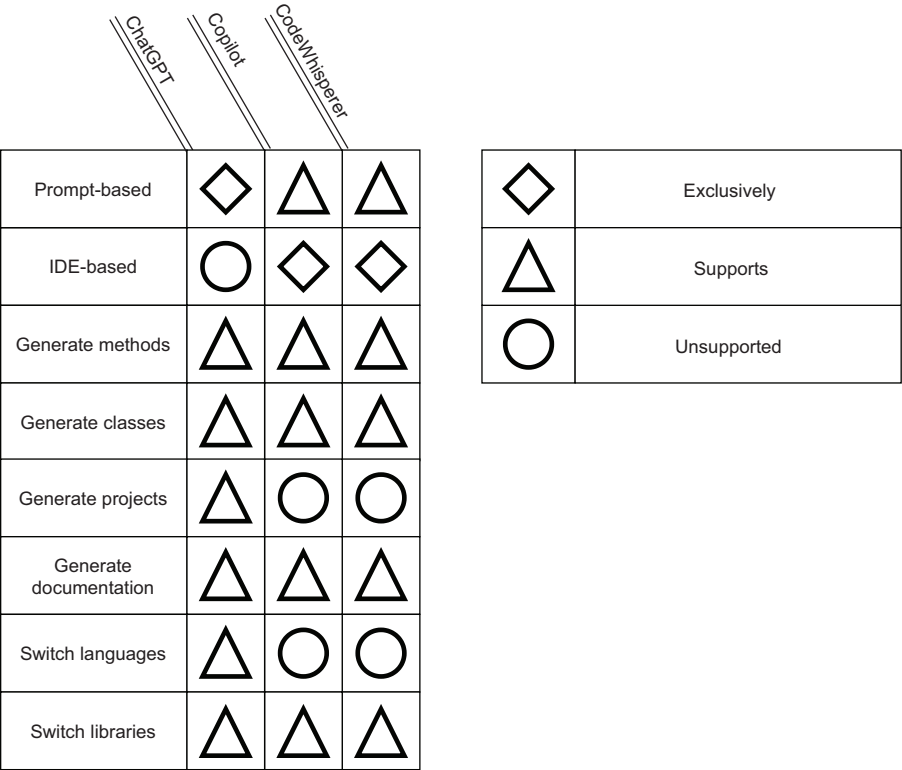 ChatGPT
Copilot
CodeWhisperer
Prompt-based
IDE-based
Generate methods
Generate classes
Generate projects
Generate
documentation
Switch languages
Switch libraries
Exclusively
Supports
Unsupported